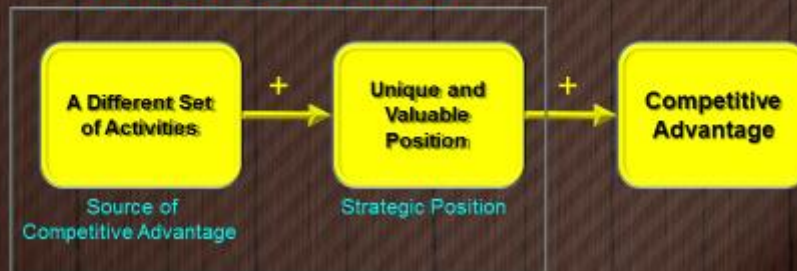 A Different Set
of Activities
+
Unique and
Valuable
Position
+
Competitive
Advantage
Source of
Competitive Advantage
Strategic Position